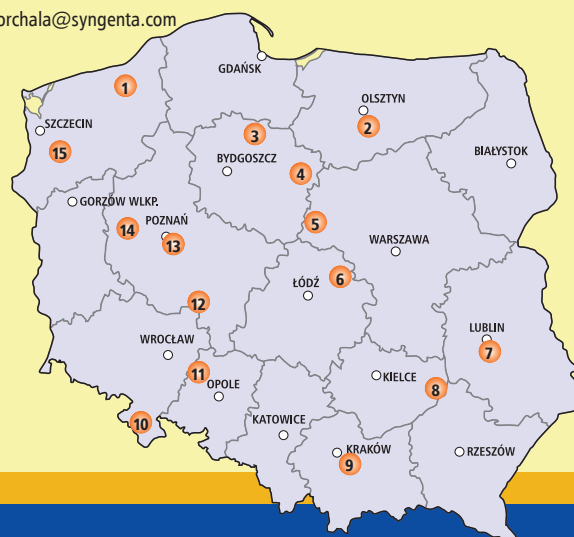 orchala@syngenta.com
GDAŃSK
1
OLSZTYN
2
SZCZECIN
3
15
BYDGOSZCZ
4
BIAŁYSTOK
GORZÓW WLKP.
POZNAŃ
14
5
13
WARSZAWA
6
ŁÓDŹ
12
LUBLIN
WROCŁAW
7
11
OPOLE
KIELCE
8
10
KATOWICE
KRAKÓW
9
RZESZÓW